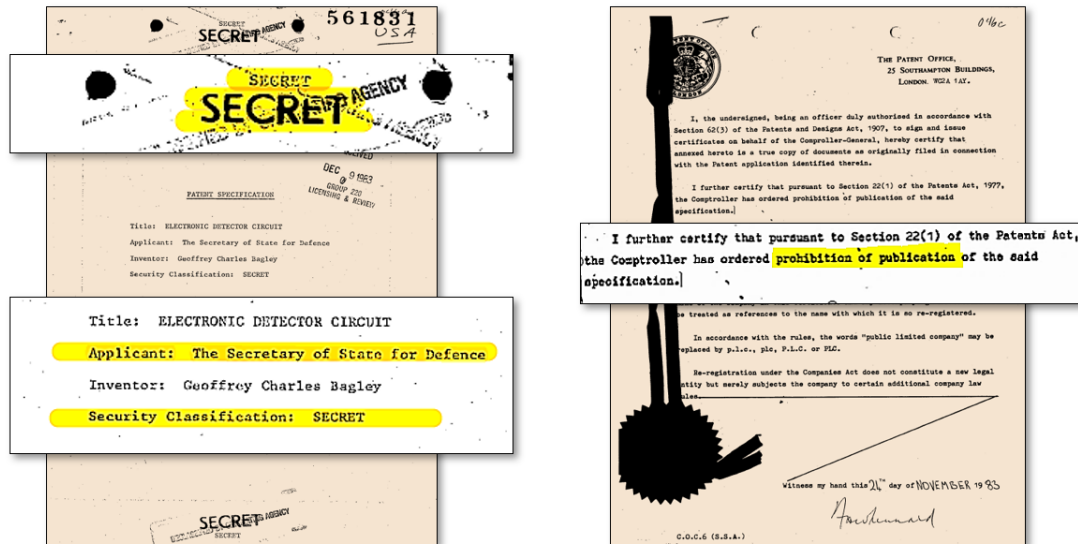 SECRET
SECRET
AGENCY
561831
USA
SECRET
SECRET
AGENCY
DEC 9 1983
GROUP 220
LICENSING & REVIEW
PATENT SPECIFICATION
Title: ELECTRONIC DETECTOR CIRCUIT
Applicant: The Secretary of State for Defence
Inventor: Geoffrey Charles Bagley
Security Classification: SECRET
Title: ELECTRONIC DETECTOR CIRCUIT
Applicant: The Secretary of State for Defence
Inventor: Geoffrey Charles Bagley
Security Classification: SECRET
SECRET
AGENCY
SECRET
THE PATENT OFFICE,
25 SOUTHAMPTON BUILDINGS,
LONDON. WC2A 1AY.
I, the undersigned, being an officer duly authorised in accordance with
Section 62(3) of the Patents and Designs Act, 1907, to sign and issue
certificates on behalf of the Comptroller-General, hereby certify that
annexed hereto is a true copy of documents as originally filed in connection
with the Patent application identified therein.
I further certify that pursuant to Section 22(1) of the Patents Act, 1977,
the Comptroller has ordered prohibition of publication of the said
specification.
I further certify that pursuant to Section 22(1) of the Patents Act,
the Comptroller has ordered prohibition of publication of the said
specification.
be treated as references to the name with which it is so re-registered.
In accordance with the rules, the words "public limited company" may be
replaced by p.l.c., plc, P.L.C. or PLC.
Re-registration under the Companies Act does not constitute a new legal
entity but merely subjects the company to certain additional company law
rules.
Witness my hand this 24th day of NOVEMBER 1983
C.O.C.6 (S.S.A.)